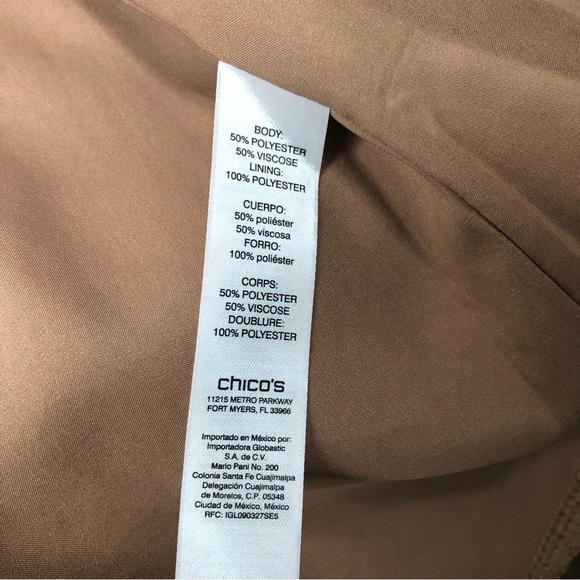 BODY:
50% POLYESTER
50% VISCOSE
LINING:
100% POLYESTER
CUERPO:
50% poliéster
50% viscosa
FORRO:
100% poliéster
CORPS:
50% POLYESTER
50% VISCOSE
DOUBLURE:
100% POLYESTER
chico's
11215 METRO PARKWAY
FORT MYERS, FL 33966
Importado en México por:
Importadora Globastic
S.A. de C.V.
Mario Pani No. 200
Colonia Santa Fe Cuajimalpa
Delegación Cuajimalpa
de Morelos, C.P. 05348
Ciudad de México, México
RFC: IGL090327SE5